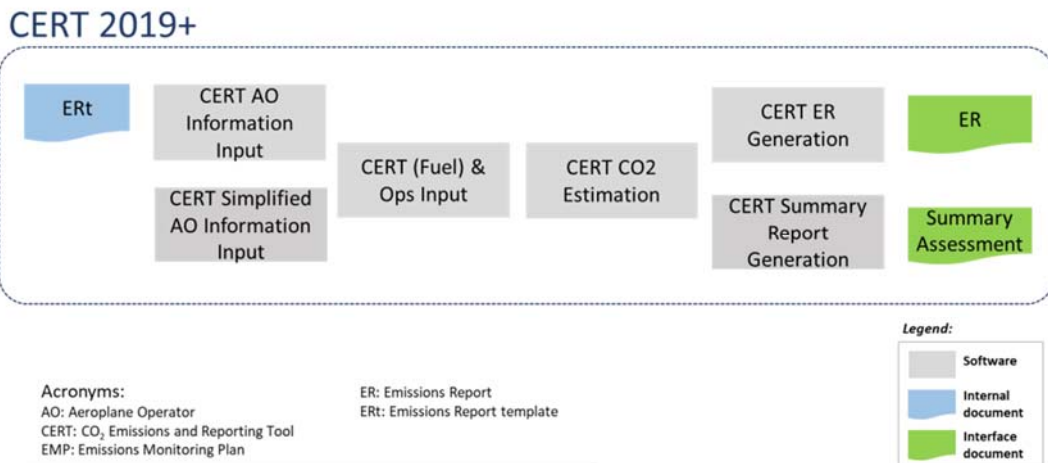 CERT 2019+
ERt
CERT AO
Information
Input
CERT Simplified
AO Information
Input
CERT (Fuel) &
Ops Input
CERT CO2
Estimation
CERT ER
Generation
CERT Summary
Report
Generation
ER
Summary
Assessment
Legend:
Software
Internal
document
Interface
document
Acronyms:
AO: Aeroplane Operator
CERT: CO₂ Emissions and Reporting Tool
EMP: Emissions Monitoring Plan
ER: Emissions Report
ERt: Emissions Report template